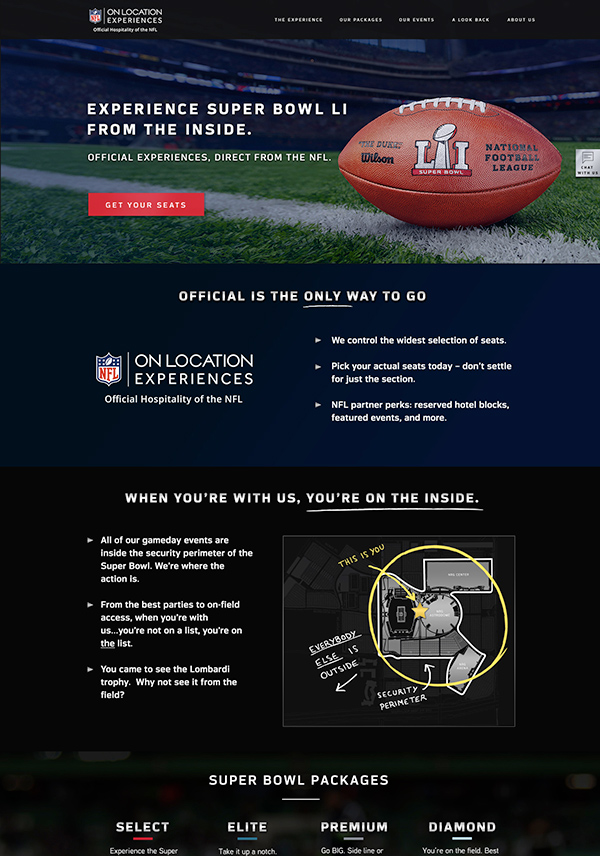 NFL
ON LOCATION
EXPERIENCES
Official Hospitality of the NFL
THE EXPERIENCE OUR PACKAGES OUR EVENTS A LOOK BACK ABOUT US
EXPERIENCE SUPER BOWL LI
FROM THE INSIDE.
OFFICIAL EXPERIENCES, DIRECT FROM THE NFL.
GET YOUR SEATS
"THE DUKE"
Wilson
LI
SUPER BOWL
NATIONAL
FOOTBALL
LEAGUE
CHAT
WITH US
OFFICIAL IS THE ONLY WAY TO GO
NFL
ON LOCATION
EXPERIENCES
Official Hospitality of the NFL
We control the widest selection of seats.
Pick your actual seats today – don't settle
for just the section.
NFL partner perks: reserved hotel blocks,
featured events, and more.
WHEN YOU'RE WITH US, YOU'RE ON THE INSIDE.
All of our gameday events are
inside the security perimeter of the
Super Bowl. We're where the
action is.
From the best parties to on-field
access, when you're with
us...you're not on a list, you're on
the list.
You came to see the Lombardi
trophy. Why not see it from the
field?
THIS IS YOU
NRG CENTER
EVERYBODY
ELSE IS
OUTSIDE
SECURITY
PERIMETER
SUPER BOWL PACKAGES
SELECT ELITE PREMIUM DIAMOND
Experience the Super Take it up a notch. Go BIG. Side line or You're on the field. Best